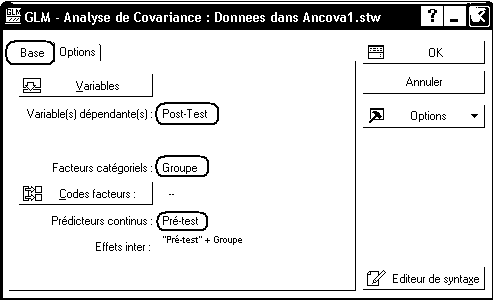 GLM - Analyse de Covariance : Donnees dans Ancova1.stw
Base Options
OK
Variables
Annuler
Variable(s) dépendante(s) : Post-Test
Options
Facteurs catégoriels : Groupe
Codes facteurs : --
Prédicteurs continus : Pré-test
Effets inter : "Pré-test" + Groupe
Editeur de syntaxe